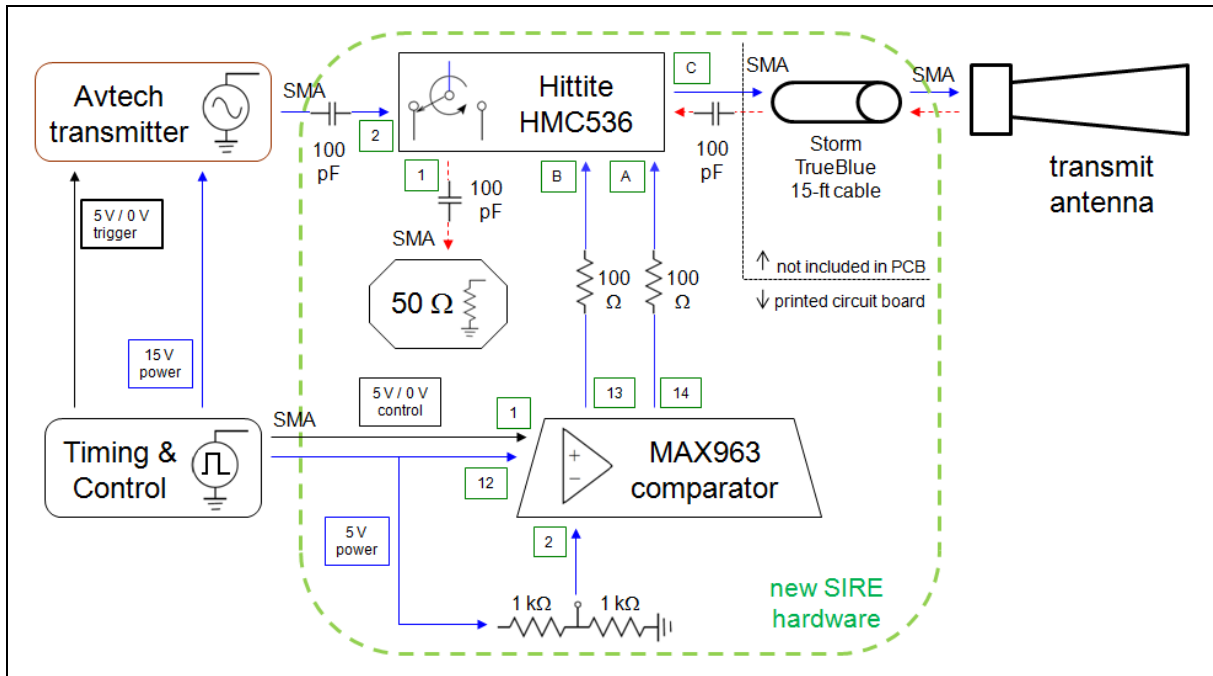 Avtech
transmitter
SMA
100
pF
2
Hittite
HMC536
C
SMA
100
pF
Storm
TrueBlue
15-ft cable
SMA
transmit
antenna
1
100
pF
SMA
50 Ω
B
A
100
Ω
100
Ω
↑ not included in PCB
↓ printed circuit board
5 V / 0 V
trigger
15 V
power
Timing &
Control
SMA
5 V / 0 V
control
1
12
13
14
+
−
MAX963
comparator
5 V
power
2
1 kΩ
1 kΩ
new SIRE
hardware